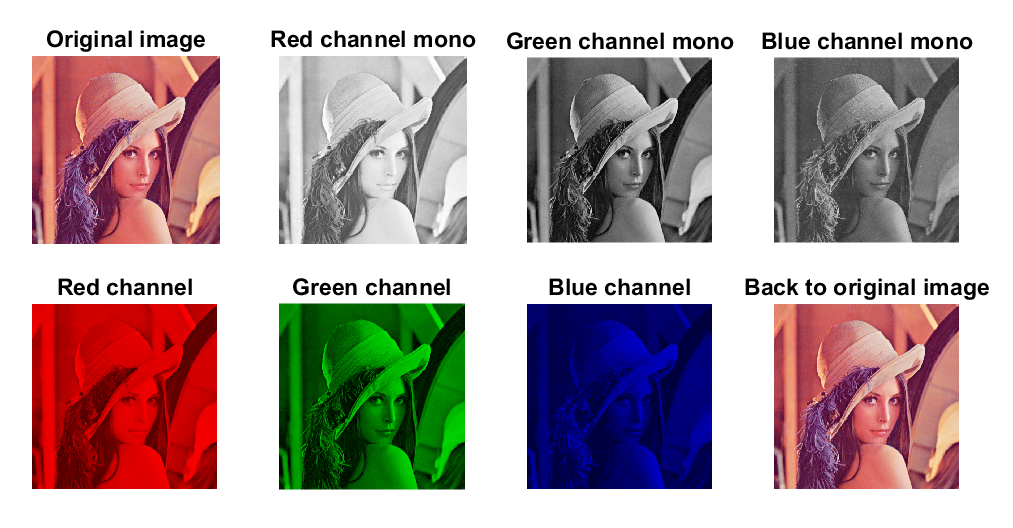 Original image
Red channel mono
Green channel mono
Blue channel mono
Red channel
Green channel
Blue channel
Back to original image